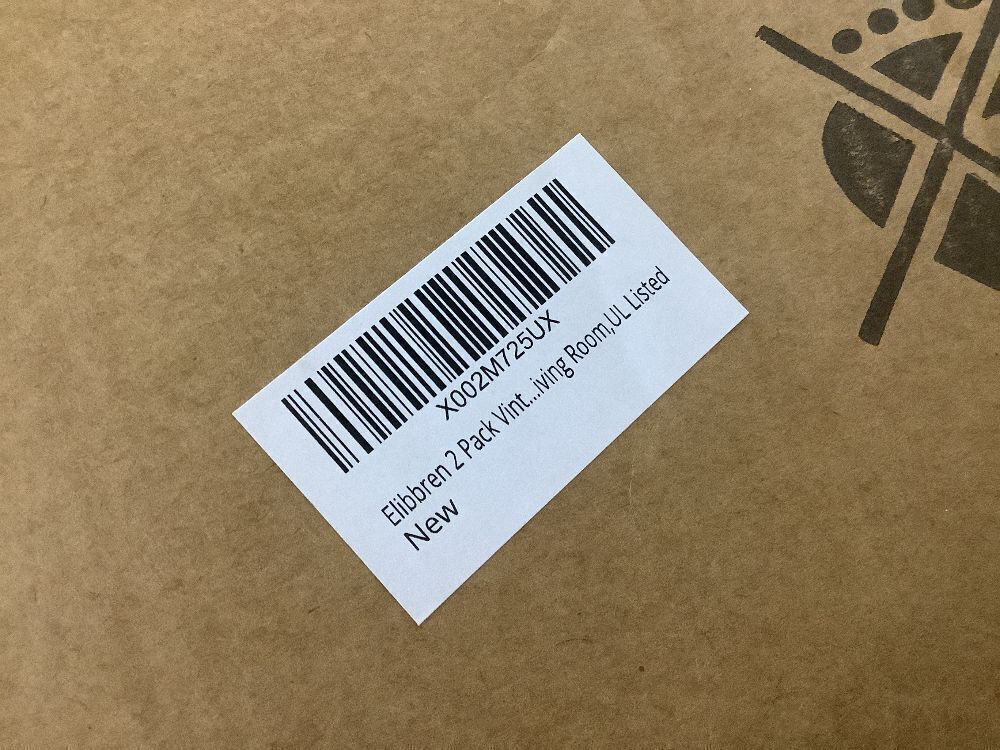 X002M725UX
Elibbren 2 Pack Vint...iving Room,UL Listed
New